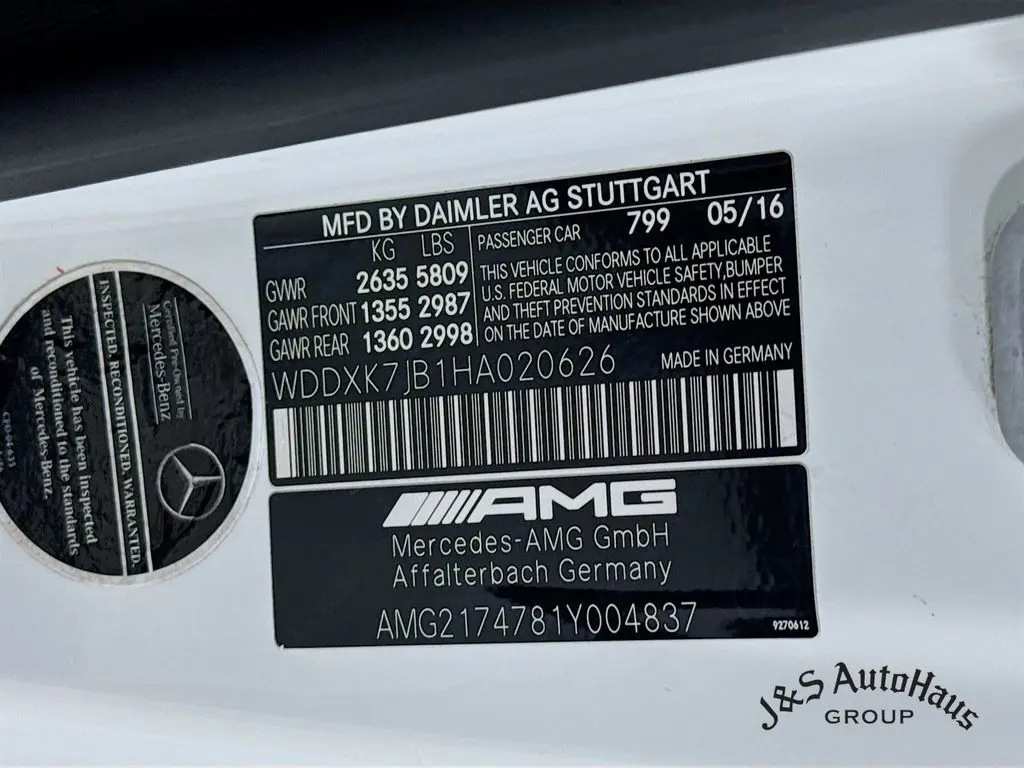 MFD BY DAIMLER AG STUTTGART
KG LBS
GVWR 2635 5809
GAWR FRONT 1355 2987
GAWR REAR 1360 2998
PASSENGER CAR 799 05/16
THIS VEHICLE CONFORMS TO ALL APPLICABLE
U.S. FEDERAL MOTOR VEHICLE SAFETY,BUMPER
AND THEFT PREVENTION STANDARDS IN EFFECT
ON THE DATE OF MANUFACTURE SHOWN ABOVE
WDDXK7JB1HA020626
MADE IN GERMANY
AMG
Mercedes-AMG GmbH
Affalterbach Germany
AMG2174781Y004837
9270612
Certified Pre-Owned by
Mercedes-Benz
INSPECTED. RECONDITIONED. WARRANTED.
This vehicle has been inspected
and reconditioned to the standards
of Mercedes-Benz.
J&S AutoHaus
GROUP